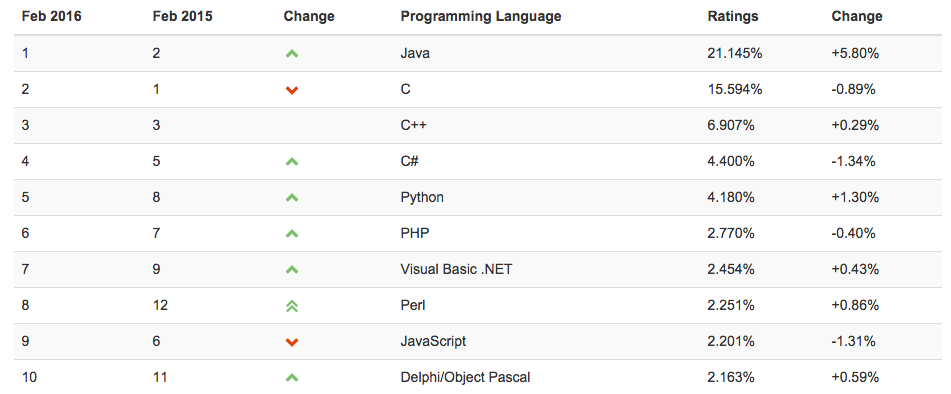 Feb 2016 Feb 2015 Change Programming Language Ratings Change
1 2 Java 21.145% +5.80%
2 1 C 15.594% -0.89%
3 3 C++ 6.907% +0.29%
4 5 C# 4.400% -1.34%
5 8 Python 4.180% +1.30%
6 7 PHP 2.770% -0.40%
7 9 Visual Basic .NET 2.454% +0.43%
8 12 Perl 2.251% +0.86%
9 6 JavaScript 2.201% -1.31%
10 11 Delphi/Object Pascal 2.163% +0.59%